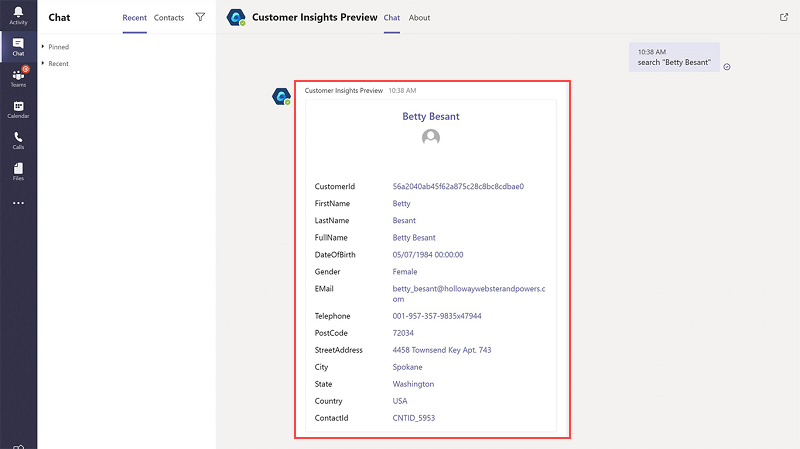 Activity
Chat
Teams
Calendar
Calls
Files
Chat
Recent
Contacts
Pinned
Recent
Customer Insights Preview
Chat
About
10:38 AM
search "Betty Besant"
Customer Insights Preview 10:38 AM
Betty Besant
CustomerId 56a2040ab45f62a875c28c8bc8cdbae0
FirstName Betty
LastName Besant
FullName Betty Besant
DateOfBirth 05/07/1984 00:00:00
Gender Female
EMail betty_besant@hollowaywebsterandpowers.c
om
Telephone 001-957-357-9835x47944
PostCode 72034
StreetAddress 4458 Townsend Key Apt. 743
City Spokane
State Washington
Country USA
ContactId CNTID_5953